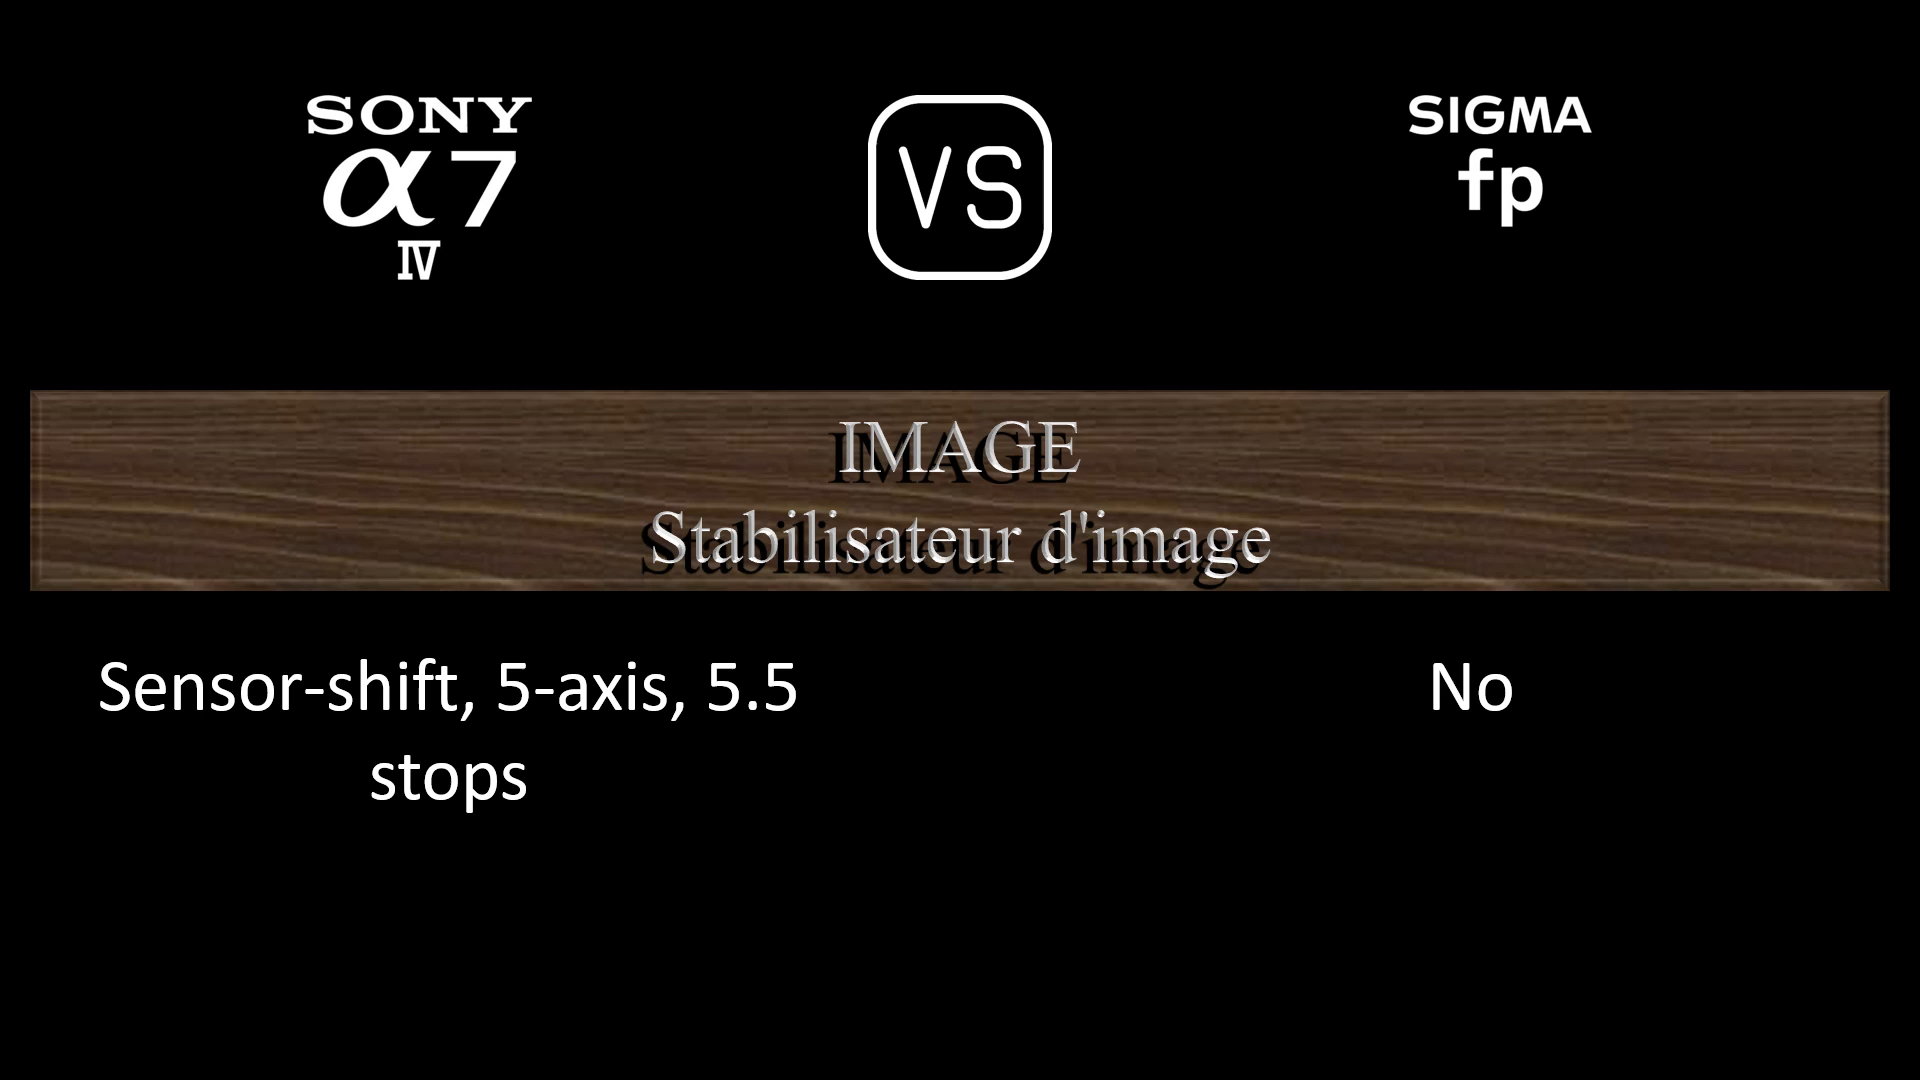 SONY
α7
IV
VS
SIGMA
fp
IMAGE
Stabilisateur d'image
Sensor-shift, 5-axis, 5.5
stops
No